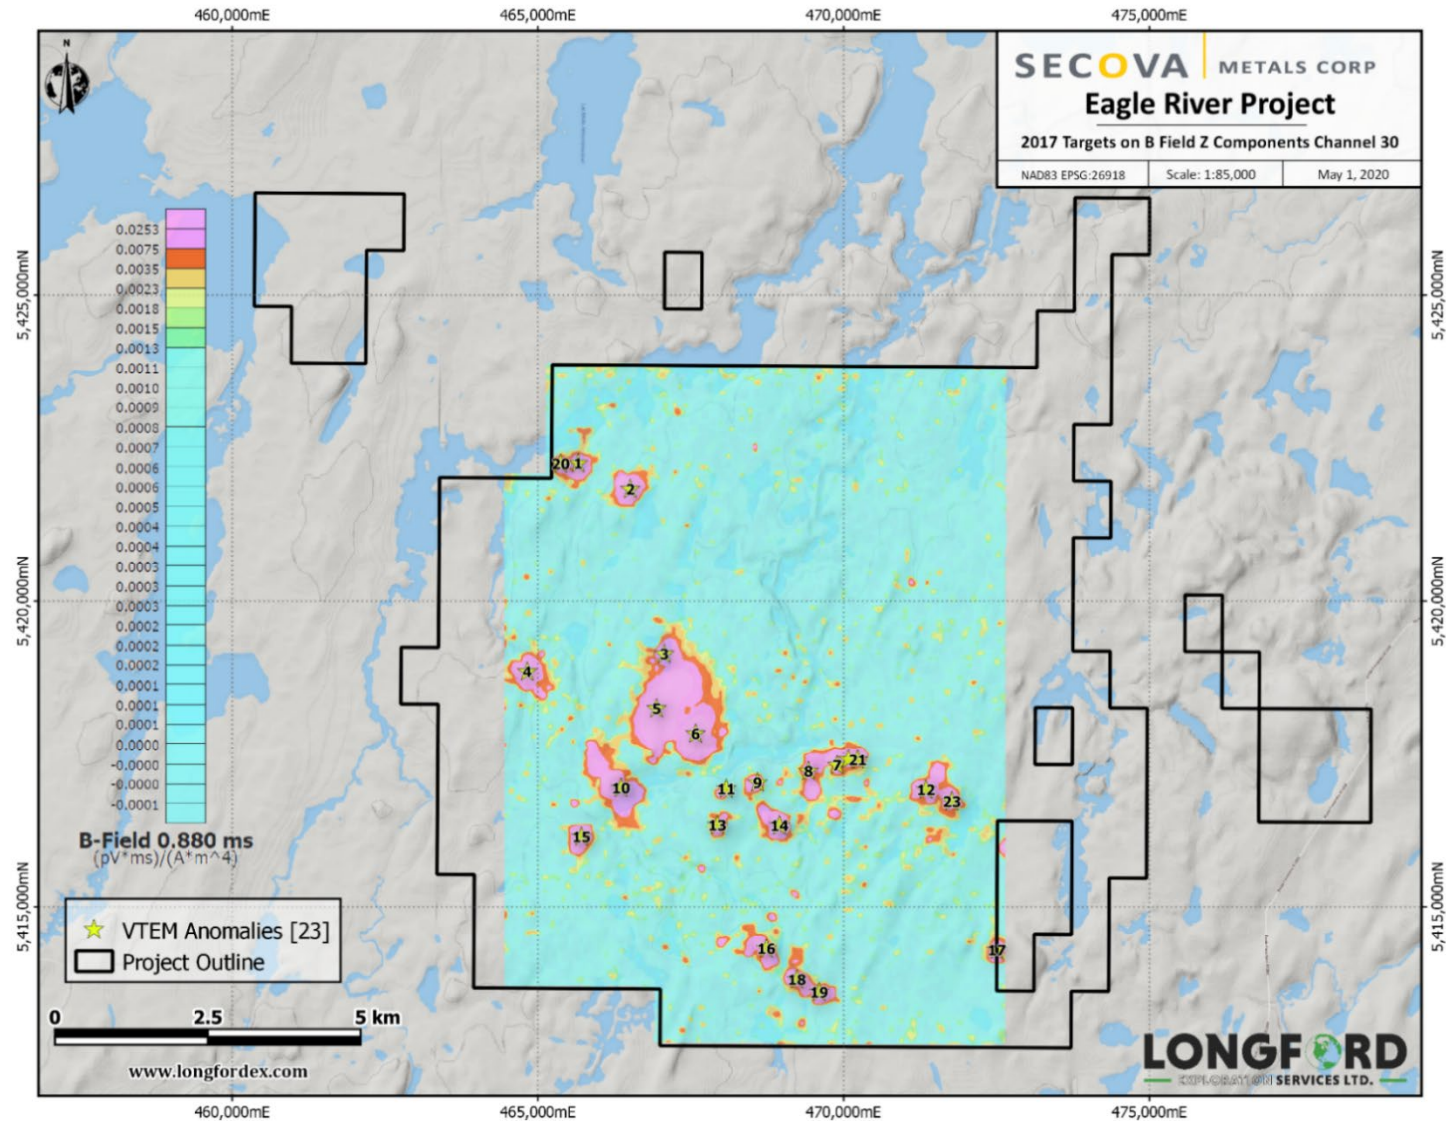 460,000mE 465,000mE 470,000mE 475,000mE
N
SECOVA METALS CORP
Eagle River Project
2017 Targets on B Field Z Components Channel 30
NAD83 EPSG:26918 Scale: 1:85,000 May 1, 2020
5,425,000mN
5,420,000mN
5,415,000mN
5,425,000mN
5,420,000mN
5,415,000mN
0.0253
0.0075
0.0035
0.0023
0.0018
0.0015
0.0013
0.0011
0.0010
0.0009
0.0008
0.0007
0.0006
0.0006
0.0005
0.0004
0.0004
0.0003
0.0003
0.0003
0.0002
0.0002
0.0002
0.0001
0.0001
0.0001
0.0000
-0.0000
-0.0000
-0.0001
B-Field 0.880 ms
(pV*ms)/(A*m^4)
20 1
2
3
4
5
6
7 21
8
9
10
11
12
23
13
14
15
16
17
18
19
VTEM Anomalies [23]
Project Outline
0 2.5 5 km
www.longfordex.com
LONGFORD
EXPLORATION SERVICES LTD.
460,000mE 465,000mE 470,000mE 475,000mE